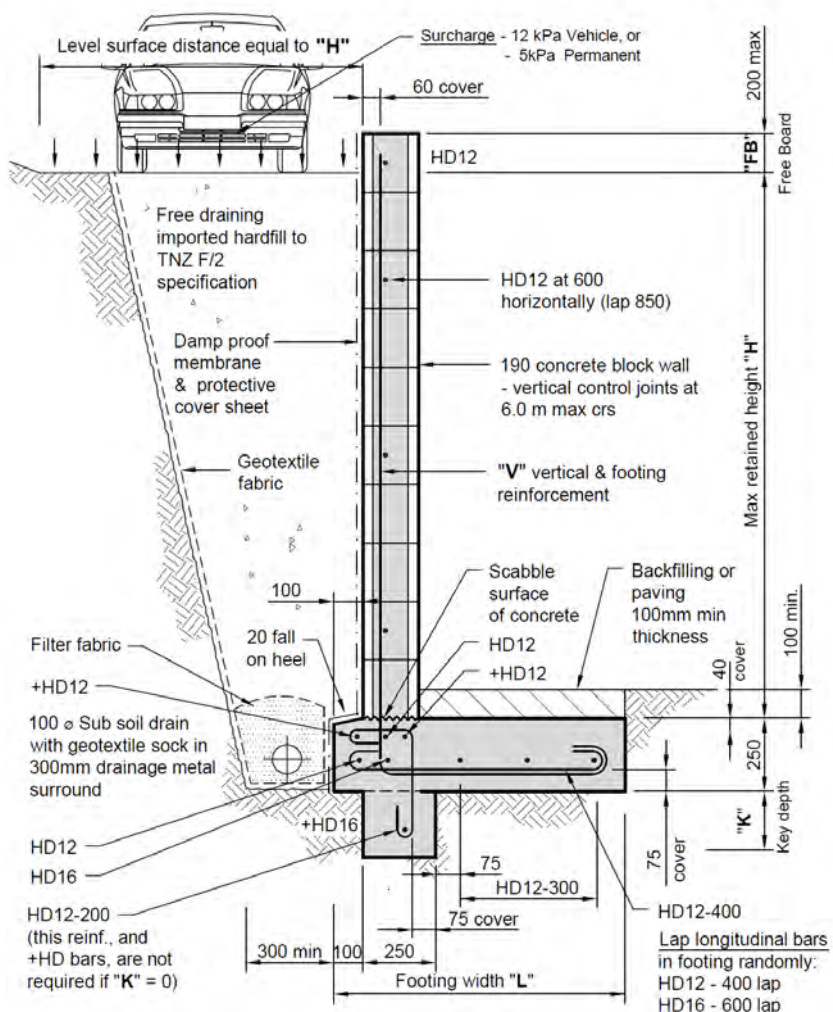 Level surface distance equal to "H"
Surcharge - 12 kPa Vehicle, or
- 5kPa Permanent
200 max
60 cover
HD12
"FB"
Free Board
Free draining
imported hardfill to
TNZ F/2
specification
HD12 at 600
horizontally (lap 850)
Damp proof
membrane
& protective
cover sheet
190 concrete block wall
- vertical control joints at
6.0 m max crs
Max retained height "H"
Geotextile
fabric
"V" vertical & footing
reinforcement
100
Scabble
surface
of concrete
Backfilling or
paving
100mm min
thickness
Filter fabric
20 fall
on heel
HD12
+HD12
40
cover
100 min.
+HD12
100 ø Sub soil drain
with geotextile sock in
300mm drainage metal
surround
250
+HD16
"K"
Key depth
HD12
HD16
75
75
cover
HD12-300
HD12-200
(this reinf., and
+HD bars, are not
required if "K" = 0)
75 cover
HD12-400
300 min
100
250
Lap longitudinal bars
in footing randomly:
HD12 - 400 lap
HD16 - 600 lap
Footing width "L"